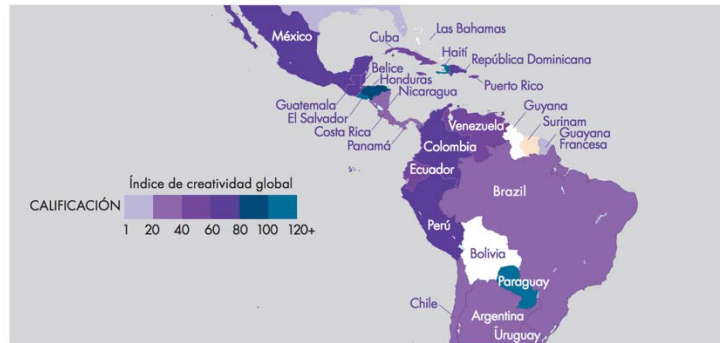 Las Bahamas
México
Cuba
Haití
República Dominicana
Belice
Honduras
Puerto Rico
Nicaragua
Guatemala
El Salvador
Costa Rica
Panamá
Guyana
Venezuela
Surinam
Colombia
Guayana
Francesa
Ecuador
Índice de creatividad global
Brazil
CALIFICACIÓN
1 20 40 60 80 100 120+
Perú
Bolivia
Paraguay
Chile
Argentina
Uruguay